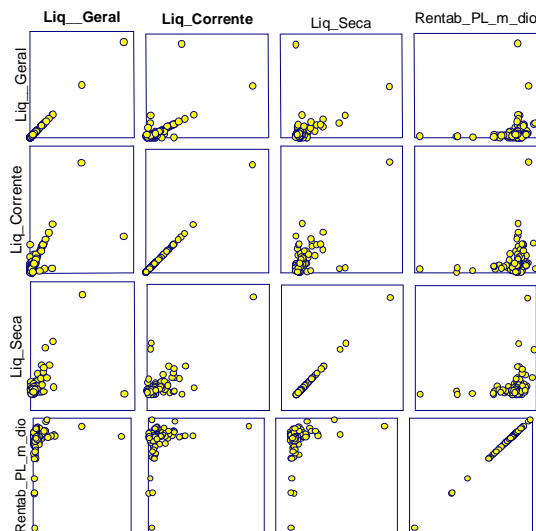 Liq__Geral Liq_Corrente Liq_Seca Rentab_PL_m_dio
Liq__Geral
Liq_Corrente
Liq_Seca
Rentab_PL_m_dio